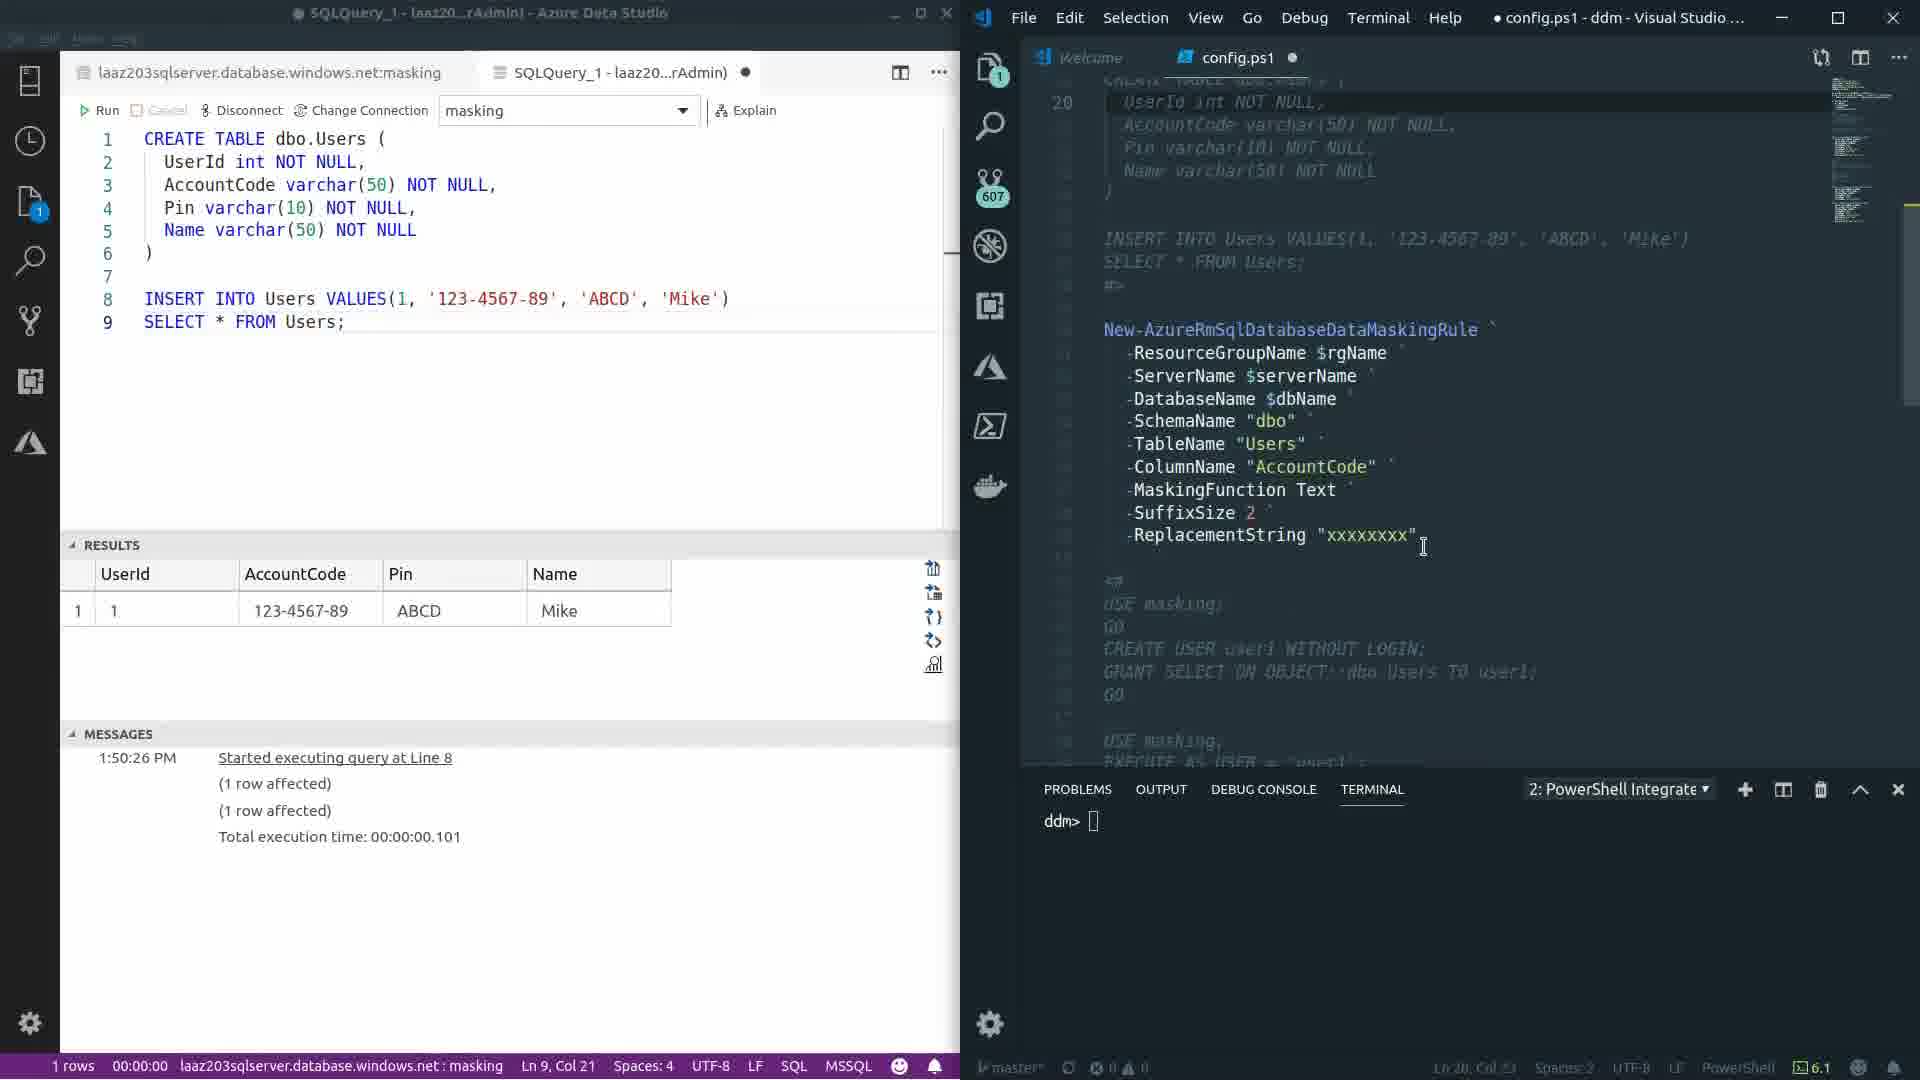 SQLQuery_1 - laaz20...rAdmin) - Azure Data Studio
laaz203sqlserver.database.windows.net:masking
SQLQuery_1 - laaz20...rAdmin)
Run Cancel Disconnect Change Connection masking Explain
1 CREATE TABLE dbo.Users (
2 UserId int NOT NULL,
3 AccountCode varchar(50) NOT NULL,
4 Pin varchar(10) NOT NULL,
5 Name varchar(50) NOT NULL
6 )
7
8 INSERT INTO Users VALUES(1, '123-4567-89', 'ABCD', 'Mike')
9 SELECT * FROM Users;
1
RESULTS
UserId AccountCode Pin Name
1 1 123-4567-89 ABCD Mike
MESSAGES
1:50:26 PM Started executing query at Line 8
(1 row affected)
(1 row affected)
Total execution time: 00:00:00.101
1 rows 00:00:00 laaz203sqlserver.database.windows.net : masking Ln 9, Col 21 Spaces: 4 UTF-8 LF SQL MSSQL
File Edit Selection View Go Debug Terminal Help ● config.ps1 - ddm - Visual Studio ...
Welcome config.ps1
1
607
CREATE TABLE dbo.Users (
20 UserId int NOT NULL,
AccountCode varchar(50) NOT NULL,
Pin varchar(10) NOT NULL,
Name varchar(50) NOT NULL
)
INSERT INTO Users VALUES(1, '123-4567-89', 'ABCD', 'Mike')
SELECT * FROM Users;
#>
New-AzureRmSqlDatabaseDataMaskingRule `
-ResourceGroupName $rgName `
-ServerName $serverName `
-DatabaseName $dbName `
-SchemaName "dbo" `
-TableName "Users" `
-ColumnName "AccountCode" `
-MaskingFunction Text `
-SuffixSize 2 `
-ReplacementString "xxxxxxxx"
<#
USE masking;
GO
CREATE USER user1 WITHOUT LOGIN;
GRANT SELECT ON OBJECT::dbo.Users TO user1;
GO
USE masking;
EXECUTE AS USER = 'user1';
PROBLEMS OUTPUT DEBUG CONSOLE TERMINAL 2: PowerShell Integrate
ddm>
master* 0 0 Ln 20, Col 23 Spaces: 2 UTF-8 LF PowerShell 6.1